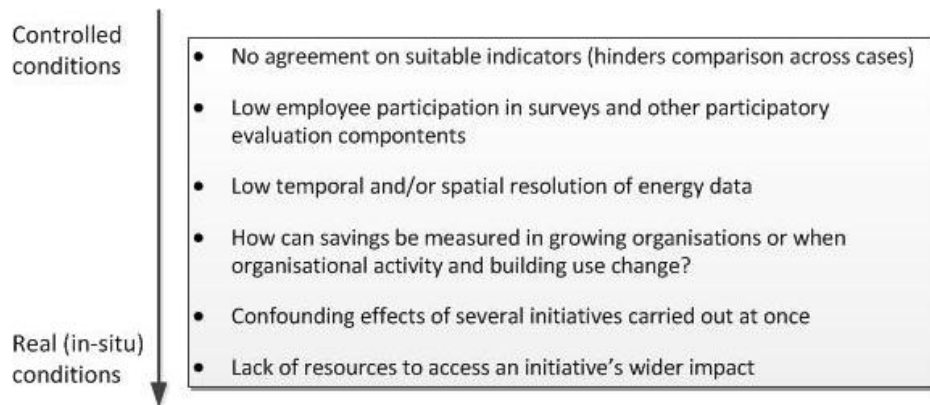 Controlled
conditions
• No agreement on suitable indicators (hinders comparison across cases)
• Low employee participation in surveys and other participatory
evaluation compontents
• Low temporal and/or spatial resolution of energy data
• How can savings be measured in growing organisations or when
organisational activity and building use change?
• Confounding effects of several initiatives carried out at once
Real (in-situ)
conditions
• Lack of resources to access an initiative's wider impact